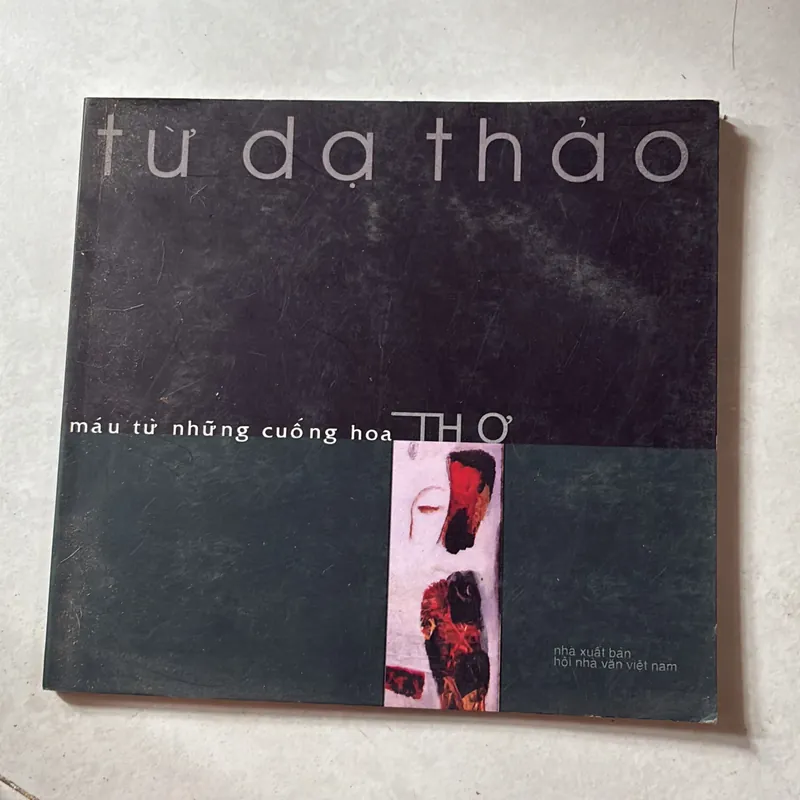 từ dạ thảo
máu từ những cuống hoa THƠ
nhà xuất bản
hội nhà văn việt nam